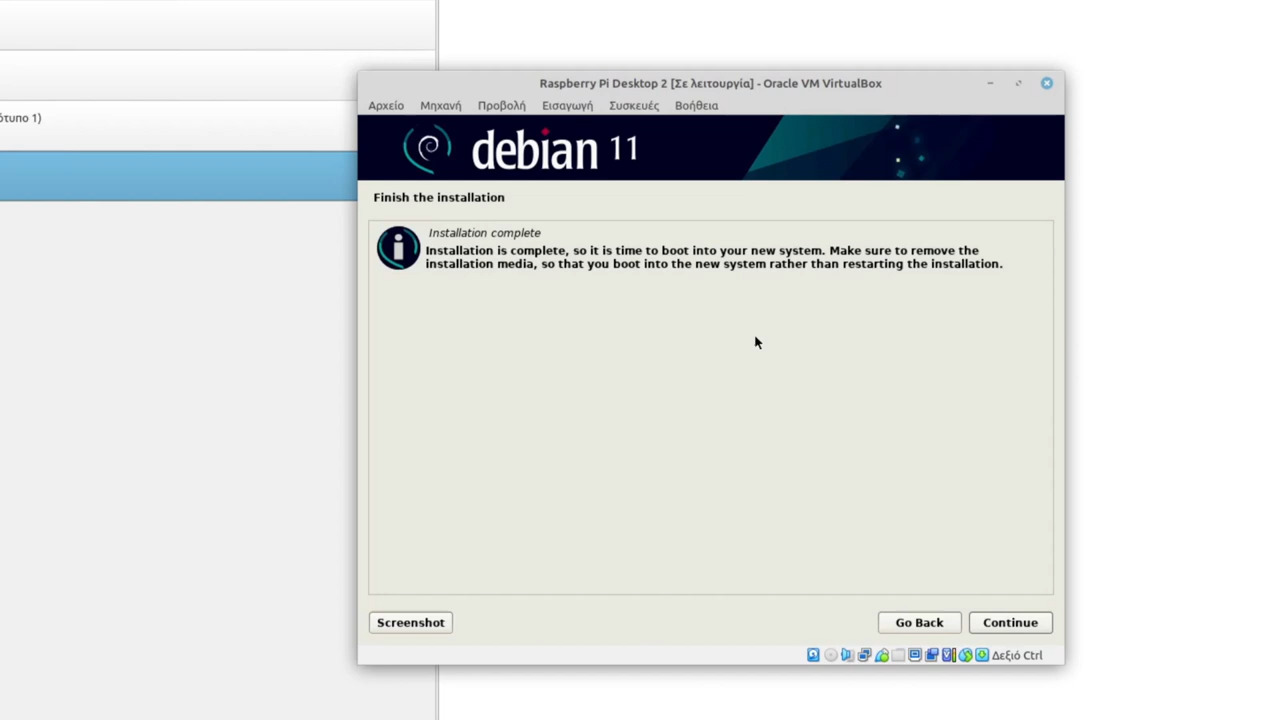 ότυπο 1)
Raspberry Pi Desktop 2 [Σε λειτουργία] - Oracle VM VirtualBox
Αρχείο Μηχανή Προβολή Εισαγωγή Συσκευές Βοήθεια
debian 11
Finish the installation
Installation complete
Installation is complete, so it is time to boot into your new system. Make sure to remove the
installation media, so that you boot into the new system rather than restarting the installation.
Screenshot Go Back Continue
Δεξιό Ctrl